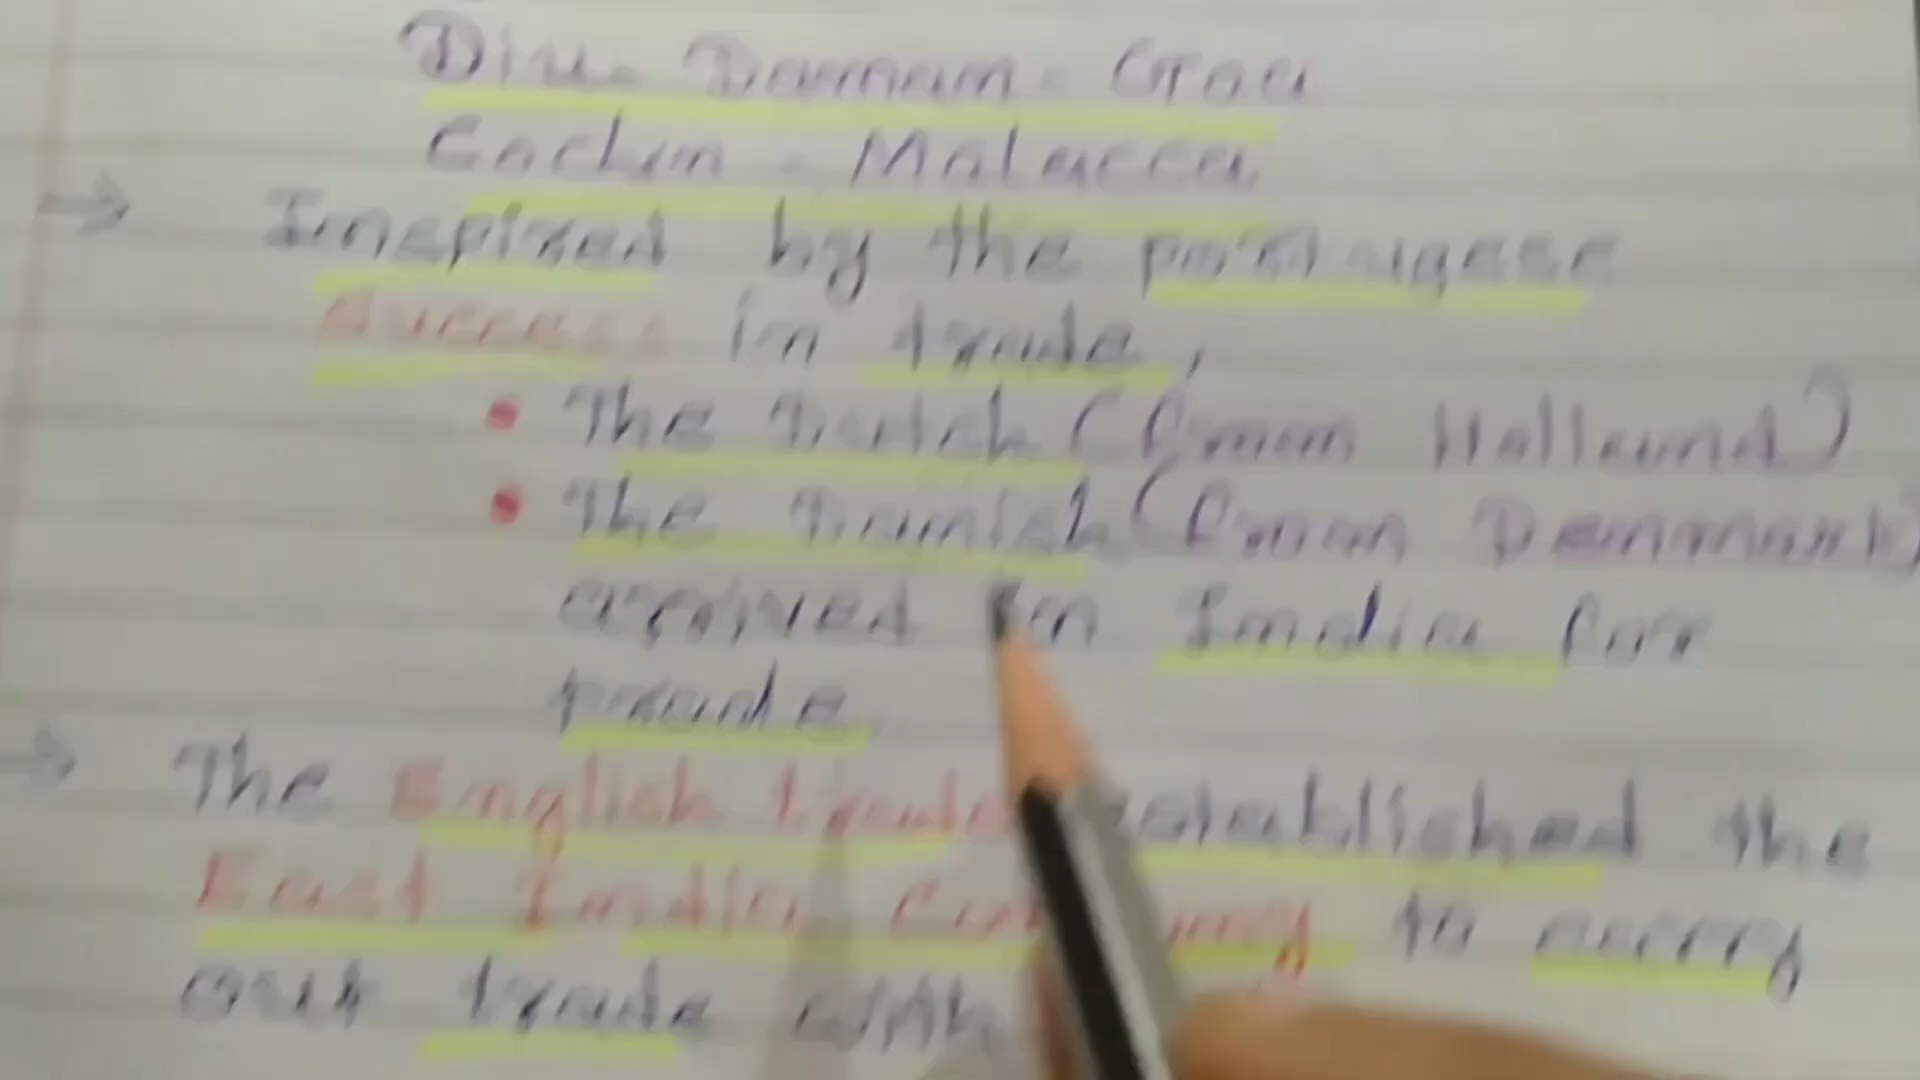 Diu - Daman - Goa
Cochin - Malacca
→ Inspired by the portugese
success in trade,
• The Dutch (from Holland)
• The Danish (from Denmark)
arrived in India for
trade.
→ The English established the
East India Company to carry
out trade with